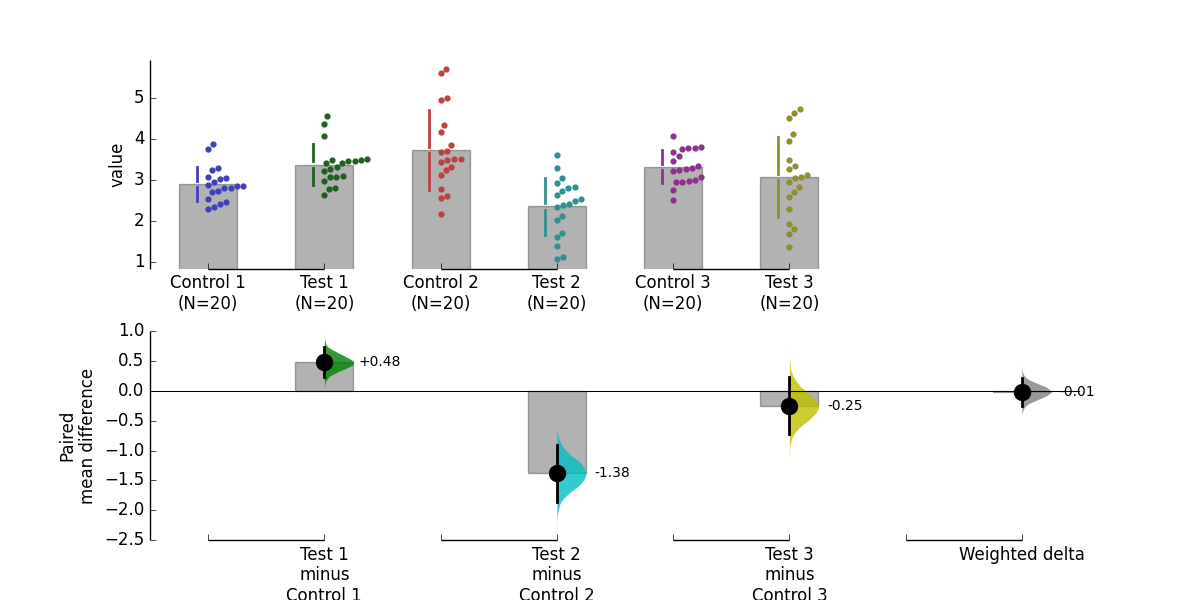 value
5
4
3
2
1
Control 1
(N=20)
Test 1
(N=20)
Control 2
(N=20)
Test 2
(N=20)
Control 3
(N=20)
Test 3
(N=20)
Paired
mean difference
1.0
0.5
0.0
−0.5
−1.0
−1.5
−2.0
−2.5
+0.48
-1.38
-0.25
-0.01
Test 1
minus
Control 1
Test 2
minus
Control 2
Test 3
minus
Control 3
Weighted delta